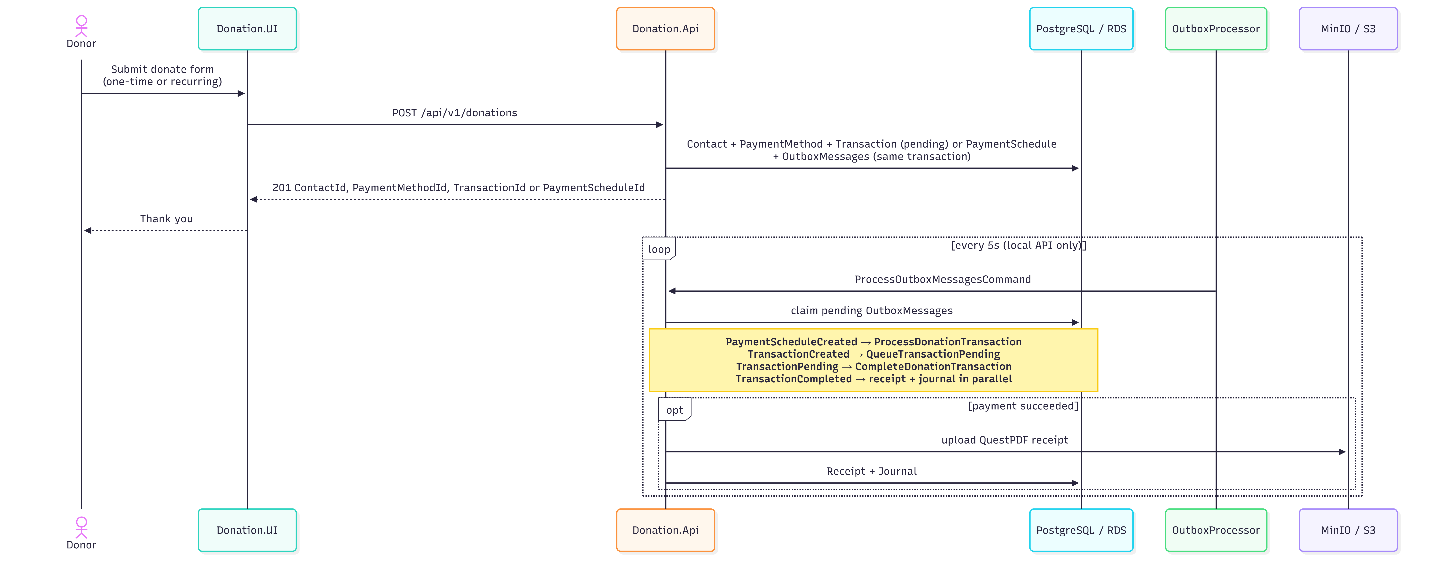 Donor
Donation.UI
Donation.Api
PostgreSQL / RDS
OutboxProcessor
MinIO / S3
Submit donate form
(one-time or recurring)
POST /api/v1/donations
Contact + PaymentMethod + Transaction (pending) or PaymentSchedule
+ OutboxMessages (same transaction)
201 ContactId, PaymentMethodId, TransactionId or PaymentScheduleId
Thank you
loop
[every 5s (local API only)]
ProcessOutboxMessagesCommand
claim pending OutboxMessages
PaymentScheduleCreated → ProcessDonationTransaction
TransactionCreated → QueueTransactionPending
TransactionPending → CompleteDonationTransaction
TransactionCompleted → receipt + journal in parallel
opt
[payment succeeded]
upload QuestPDF receipt
Receipt + Journal
Donor
Donation.UI
Donation.Api
PostgreSQL / RDS
OutboxProcessor
MinIO / S3